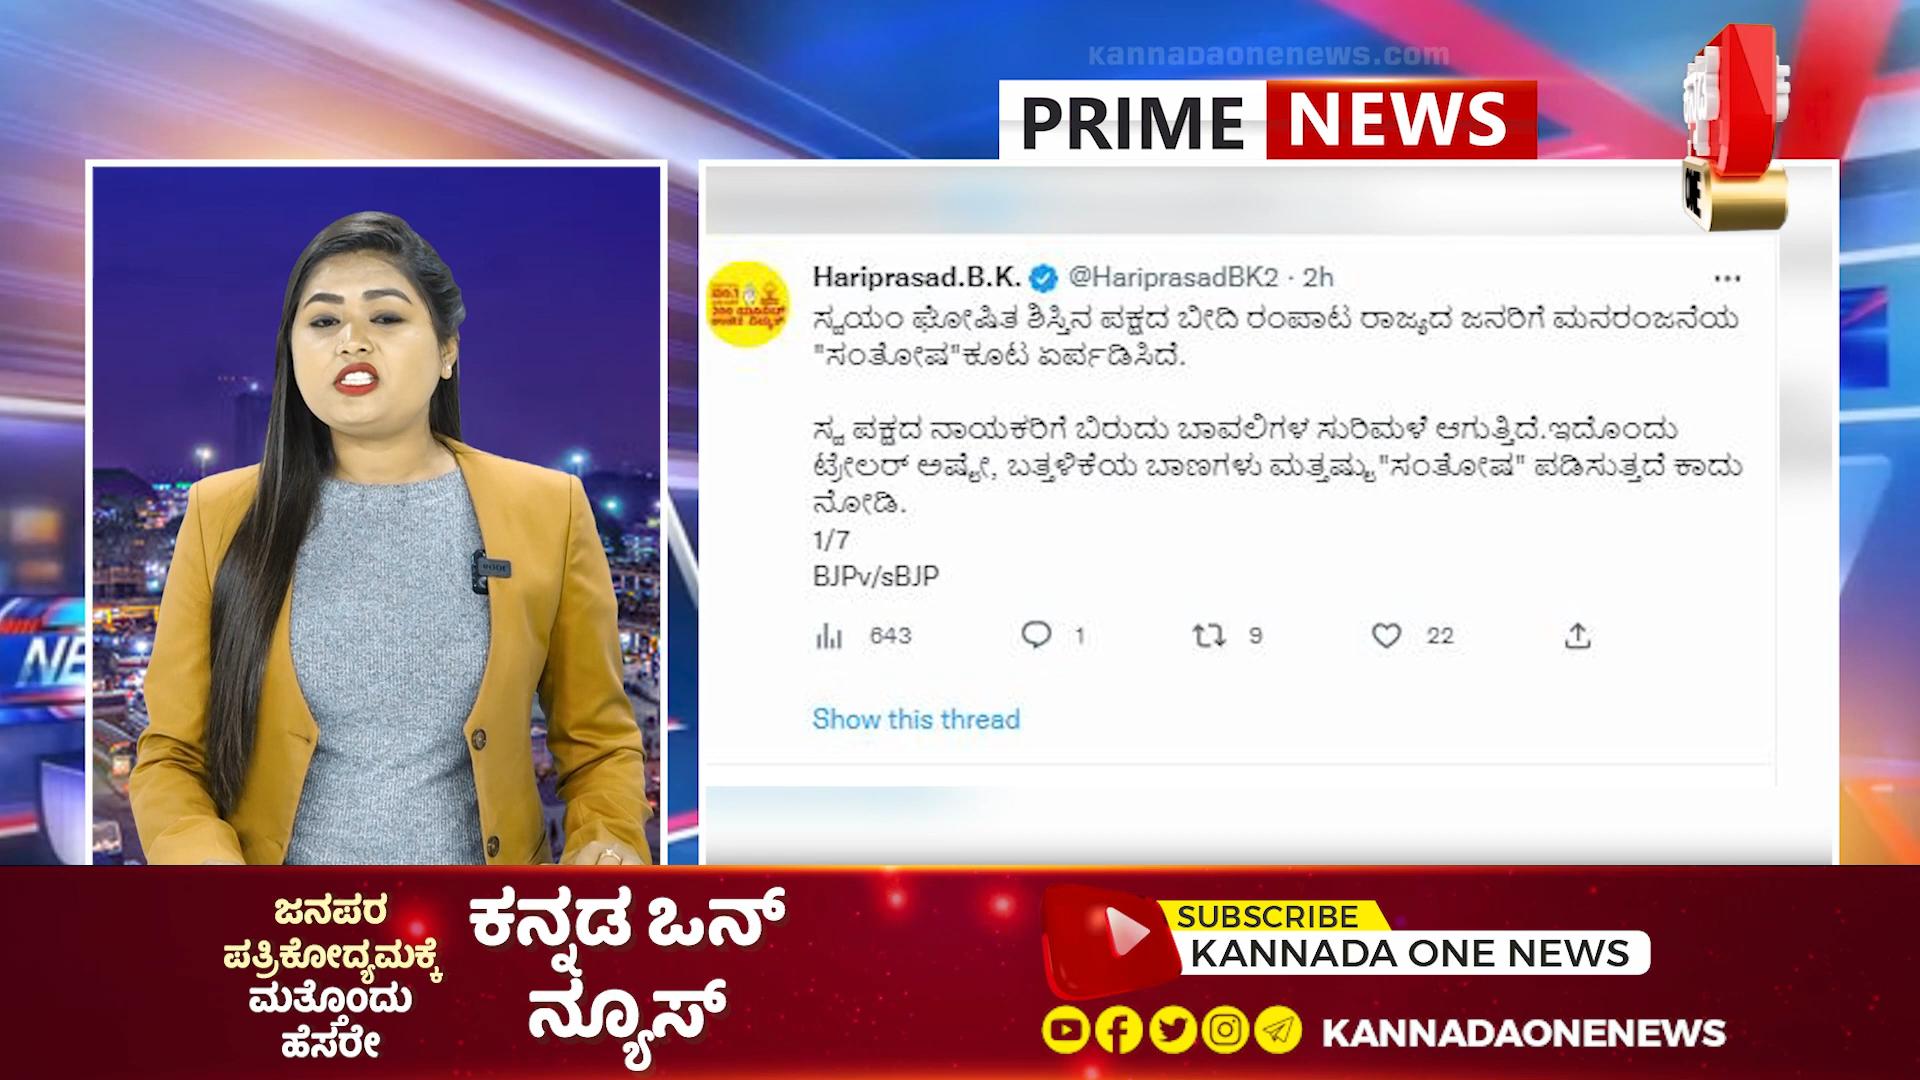 kannadaonenews.com
PRIME NEWS
ONE
Hariprasad.B.K. @HariprasadBK2 · 2h
ಸ್ವಯಂ ಘೋಷಿತ ಶಿಸ್ತಿನ ಪಕ್ಷದ ಬೀದಿ ರಂಪಾಟ ರಾಜ್ಯದ ಜನರಿಗೆ ಮನರಂಜನೆಯ
"ಸಂತೋಷ"ಕೂಟ ಏರ್ಪಡಿಸಿದೆ.
ಸ್ವ ಪಕ್ಷದ ನಾಯಕರಿಗೆ ಬಿರುದು ಬಾವಲಿಗಳ ಸುರಿಮಳೆ ಆಗುತ್ತಿದೆ.ಇದೊಂದು
ಟ್ರೇಲರ್ ಅಷ್ಟೇ, ಬತ್ತಳಿಕೆಯ ಬಾಣಗಳು ಮತ್ತಷ್ಟು "ಸಂತೋಷ" ಪಡಿಸುತ್ತದೆ ಕಾದು
ನೋಡಿ.
1/7
BJPv/sBJP
643 1 9 22
Show this thread
NE
ಜನಪರ
ಪತ್ರಿಕೋದ್ಯಮಕ್ಕೆ
ಮತ್ತೊಂದು
ಹೆಸರೇ
ಕನ್ನಡ ಒನ್
ನ್ಯೂಸ್
SUBSCRIBE
KANNADA ONE NEWS
KANNADAONENEWS